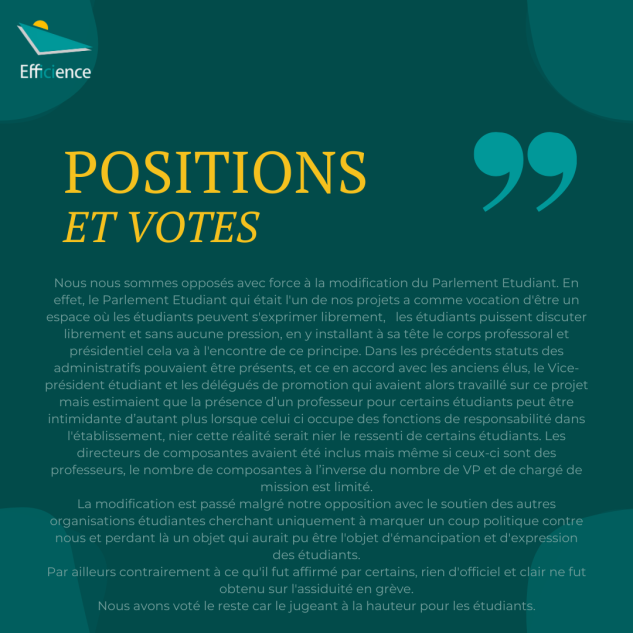 Efficience
POSITIONS
ET VOTES
Nous nous sommes opposés avec force à la modification du Parlement Etudiant. En
effet, le Parlement Etudiant qui était l'un de nos projets a comme vocation d'être un
espace où les étudiants peuvent s'exprimer librement, les étudiants puissent discuter
librement et sans aucune pression, en y installant à sa tête le corps professoral et
présidentiel cela va à l'encontre de ce principe. Dans les précédents statuts des
administratifs pouvaient être présents, et ce en accord avec les anciens élus, le Vice-
président étudiant et les délégués de promotion qui avaient alors travaillé sur ce projet
mais estimaient que la présence d’un professeur pour certains étudiants peut être
intimidante d’autant plus lorsque celui ci occupe des fonctions de responsabilité dans
l'établissement, nier cette réalité serait nier le ressenti de certains étudiants. Les
directeurs de composantes avaient été inclus mais même si ceux-ci sont des
professeurs, le nombre de composantes à l’inverse du nombre de VP et de chargé de
mission est limité.
La modification est passé malgré notre opposition avec le soutien des autres
organisations étudiantes cherchant uniquement à marquer un coup politique contre
nous et perdant là un objet qui aurait pu être l'objet d'émancipation et d'expression
des étudiants.
Par ailleurs contrairement à ce qu'il fut affirmé par certains, rien d'officiel et clair ne fut
obtenu sur l'assiduité en grève.
Nous avons voté le reste car le jugeant à la hauteur pour les étudiants.